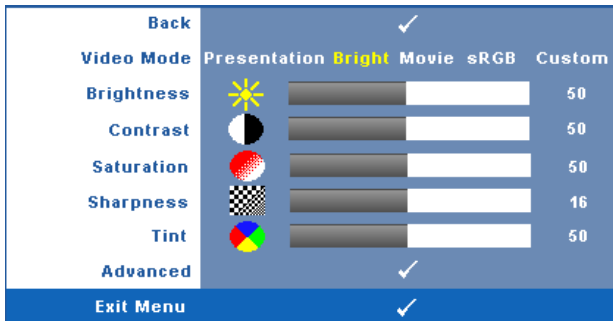 Back
Video Mode Presentation Bright Movie sRGB Custom
Brightness 50
Contrast 50
Saturation 50
Sharpness 16
Tint 50
Advanced
Exit Menu